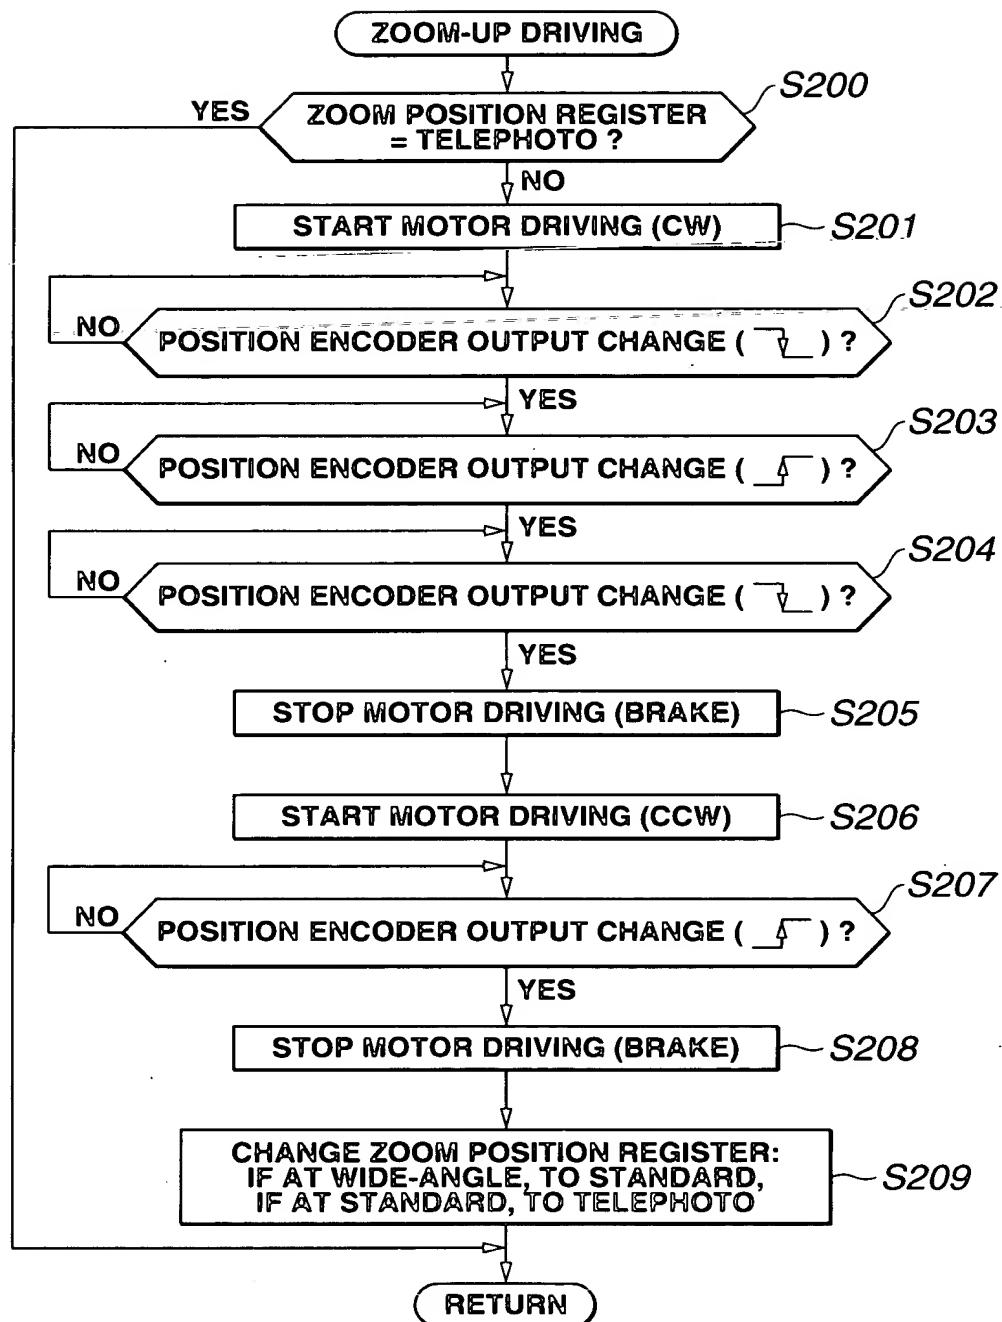 ZOOM-UP DRIVING
S200
YES
ZOOM POSITION REGISTER
= TELEPHOTO ?
NO
START MOTOR DRIVING (CW)
S201
S202
NO
POSITION ENCODER OUTPUT CHANGE ( ) ?
YES
S203
NO
POSITION ENCODER OUTPUT CHANGE ( ) ?
YES
S204
NO
POSITION ENCODER OUTPUT CHANGE ( ) ?
YES
STOP MOTOR DRIVING (BRAKE)
S205
START MOTOR DRIVING (CCW)
S206
S207
NO
POSITION ENCODER OUTPUT CHANGE ( ) ?
YES
STOP MOTOR DRIVING (BRAKE)
S208
CHANGE ZOOM POSITION REGISTER:
IF AT WIDE-ANGLE, TO STANDARD,
IF AT STANDARD, TO TELEPHOTO
S209
RETURN